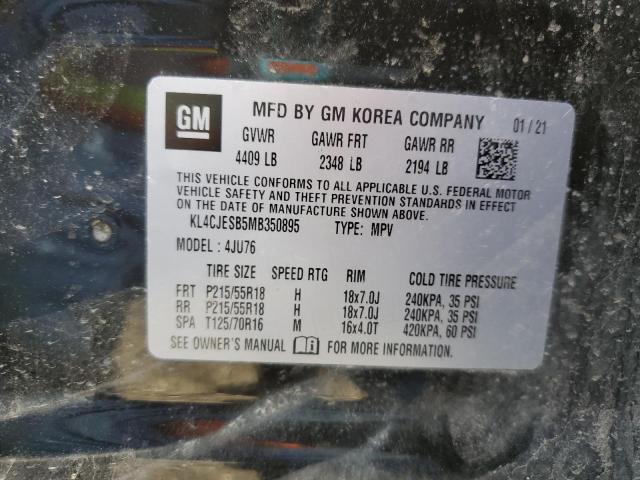 GM MFD BY GM KOREA COMPANY 01/21
GVWR GAWR FRT GAWR RR
4409 LB 2348 LB 2194 LB
THIS VEHICLE CONFORMS TO ALL APPLICABLE U.S. FEDERAL MOTOR
VEHICLE SAFETY AND THEFT PREVENTION STANDARDS IN EFFECT
ON THE DATE OF MANUFACTURE SHOWN ABOVE.
KL4CJESB5MB350895 TYPE: MPV
MODEL: 4JU76
TIRE SIZE SPEED RTG RIM COLD TIRE PRESSURE
FRT P215/55R18 H 18x7.0J 240KPA, 35 PSI
RR P215/55R18 H 18x7.0J 240KPA, 35 PSI
SPA T125/70R16 M 16x4.0T 420KPA, 60 PSI
SEE OWNER'S MANUAL FOR MORE INFORMATION.